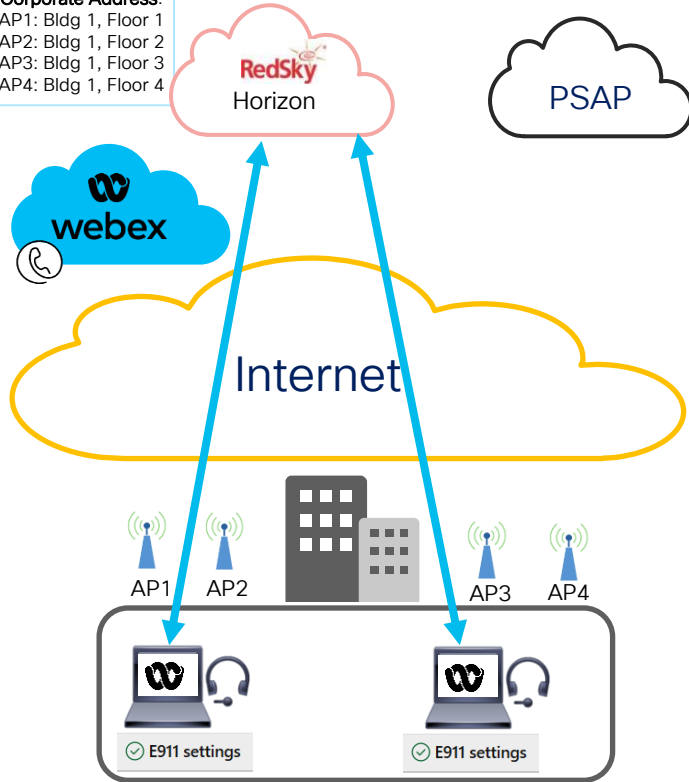 Corporate Address:
AP1: Bldg 1, Floor 1
AP2: Bldg 1, Floor 2
AP3: Bldg 1, Floor 3
AP4: Bldg 1, Floor 4
RedSky
Horizon
PSAP
webex
Internet
AP1
AP2
AP3
AP4
E911 settings
E911 settings